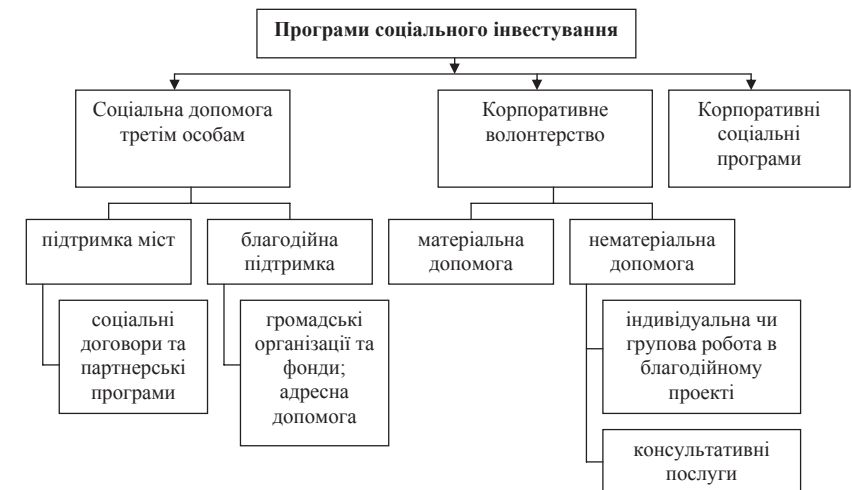 Програми соціального інвестування
Соціальна допомога
третім особам
Корпоративне
волонтерство
Корпоративні
соціальні
програми
підтримка міст
благодійна
підтримка
матеріальна
допомога
нематеріальна
допомога
соціальні
договори та
партнерські
програми
громадські
організації та
фонди;
адресна
допомога
індивідуальна чи
групова робота в
благодійному
проекті
консультативні
послуги